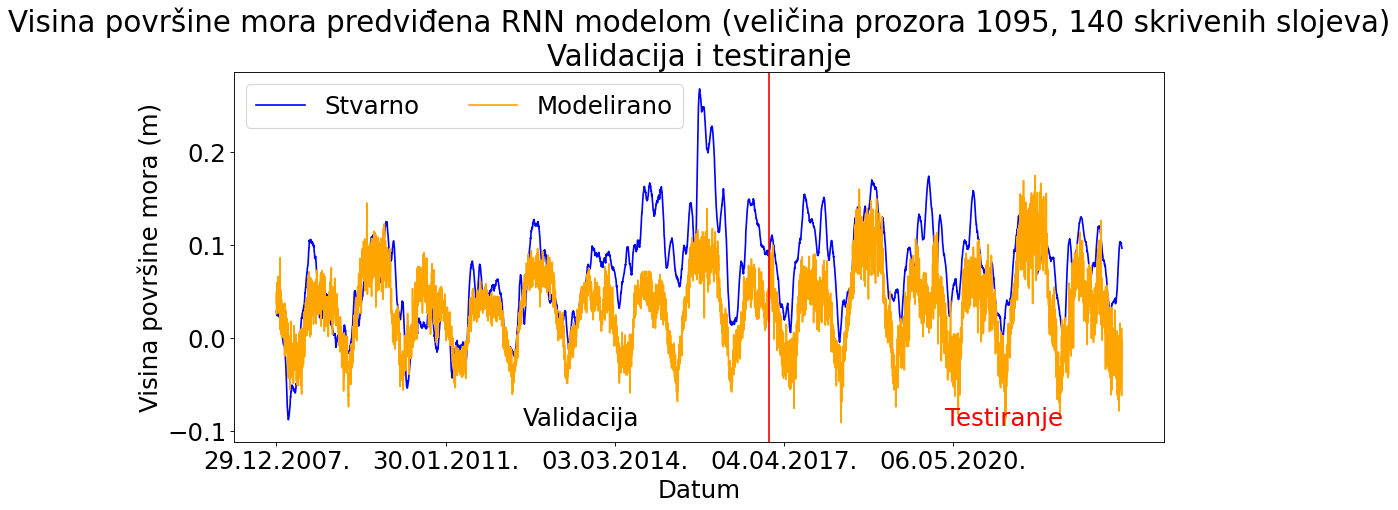 Visina površine mora predviđena RNN modelom (veličina prozora 1095, 140 skrivenih slojeva)
Validacija i testiranje
Stvarno
Modelirano
Visina površine mora (m)
0.2
0.1
0.0
−0.1
Validacija
Testiranje
29.12.2007.
30.01.2011.
03.03.2014.
04.04.2017.
06.05.2020.
Datum